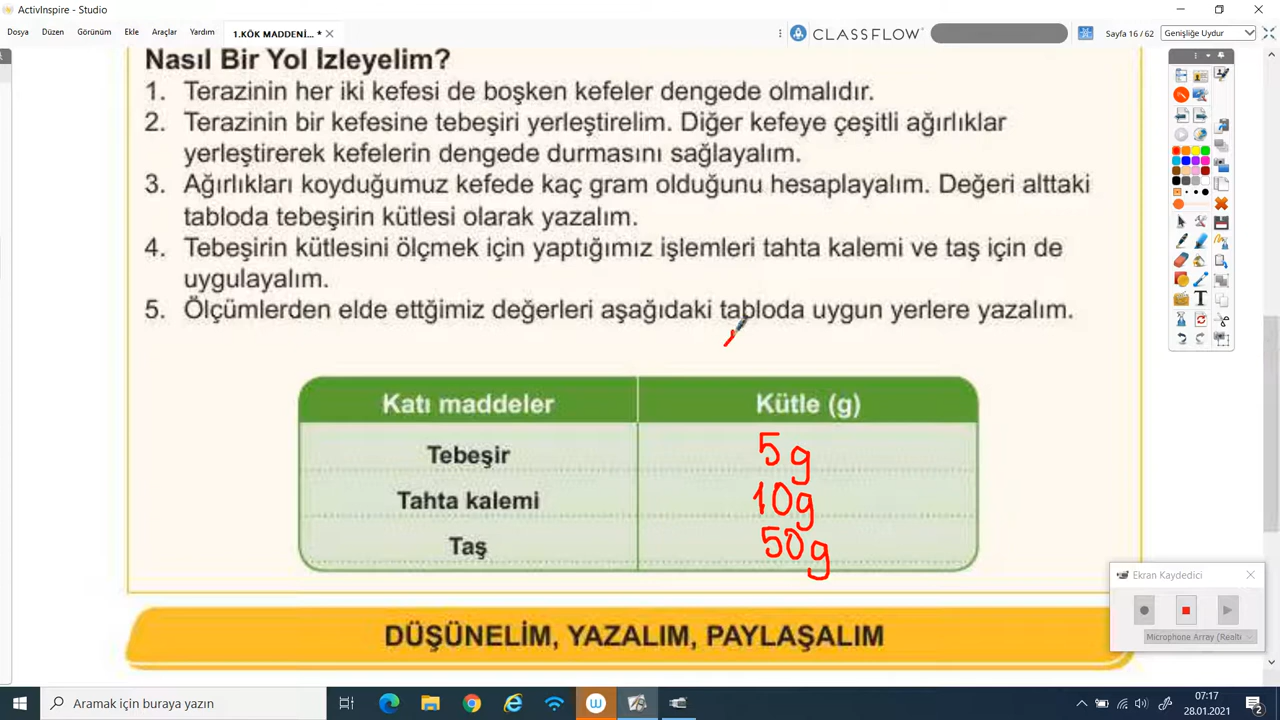 ActivInspire - Studio
Dosya Düzen Görünüm Ekle Araçlar Yardım 1.KÖK MADDENİ... * CLASSFLOW Sayfa 16 / 62 Genişliğe Uydur
Nasıl Bir Yol İzleyelim?
1. Terazinin her iki kefesi de boşken kefeler dengede olmalıdır.
2. Terazinin bir kefesine tebeşiri yerleştirelim. Diğer kefeye çeşitli ağırlıklar
yerleştirerek kefelerin dengede durmasını sağlayalım.
3. Ağırlıkları koyduğumuz kefede kaç gram olduğunu hesaplayalım. Değeri alttaki
tabloda tebeşirin kütlesi olarak yazalım.
4. Tebeşirin kütlesini ölçmek için yaptığımız işlemleri tahta kalemi ve taş için de
uygulayalım.
5. Ölçümlerden elde ettğimiz değerleri aşağıdaki tabloda uygun yerlere yazalım.
Katı maddeler Kütle (g)
Tebeşir 5 g
Tahta kalemi 10g
Taş 50g
Ekran Kaydedici
Microphone Array (Realte
DÜŞÜNELİM, YAZALIM, PAYLAŞALIM
Aramak için buraya yazın
07:17
28.01.2021
2